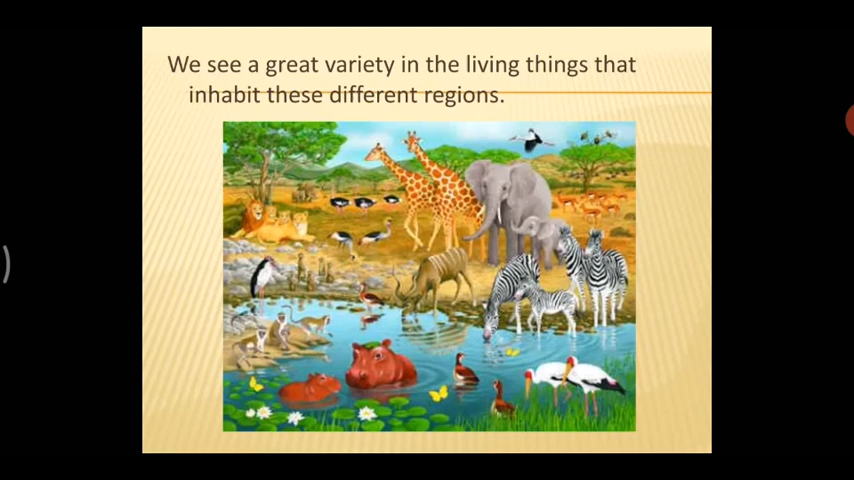 We see a great variety in the living things that
inhabit these different regions.